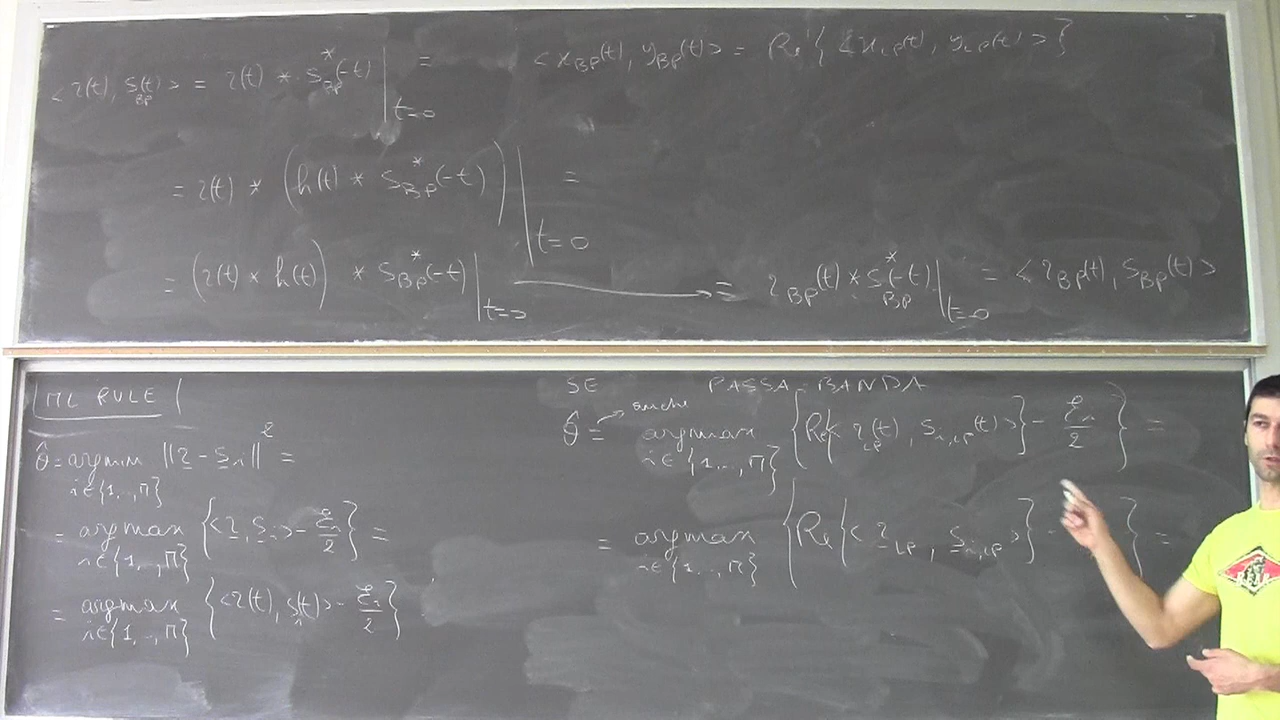 < r(t), s(t)_BP > = r(t) * s*_BP(-t) |_{t=0} =
< x_BP(t), y_BP(t) > = Re{ < x_LP(t), y_LP(t) > }
= r(t) * ( h(t) * s*_BP(-t) ) |_{t=0} =
= ( r(t) * h(t) ) * s*_BP(-t) |_{t=0} → = r_BP(t) * s*_BP(-t) |_{t=0} = < r_BP(t), s_BP(t) >
ML RULE
θ̂ = argmin ||r - s_i||² =
i∈{1,..,M}
= argmax { <r, s_i> - ℰ_i/2 } =
i∈{1,..,M}
= argmax { <r(t), s_i(t)> - ℰ_i/2 }
i∈{1,..,M}
SE PASSA-BANDA
anche
θ̂ = argmax { Re{< r_LP(t), s_i,LP(t) >} - ℰ_i/2 } =
i∈{1,..,M}
= argmax { Re{< r_LP, s_i,LP >} - } =
i∈{1,..,M}